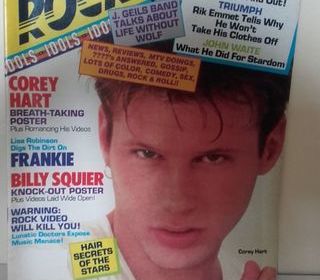 ROCK
IDOLS IDOLS IDOLS
J. GEILS BAND
TALKS ABOUT
LIFE WITHOUT
WOLF
Out!
TRIUMPH
Rik Emmet Tells Why
He Won't
Take His Clothes Off
JOHN WAITE
What He Did For Stardom
NEWS, REVIEWS, MTV DOINGS,
????'s ANSWERED, GOSSIP
LOTS OF COLOR, COMEDY, SEX,
DRUGS, ROCK & ROLL!!
COREY
HART
BREATH-TAKING
POSTER
Plus Romancing His Videos
Lisa Robinson
Digs The Dirt On
FRANKIE
BILLY SQUIER
KNOCK-OUT POSTER
Plus Videos Laid Wide Open!
WARNING:
ROCK VIDEO
WILL KILL YOU!
Lunatic Doctors Expose
Music Menace!
HAIR
SECRETS
OF THE
STARS
Corey Hart